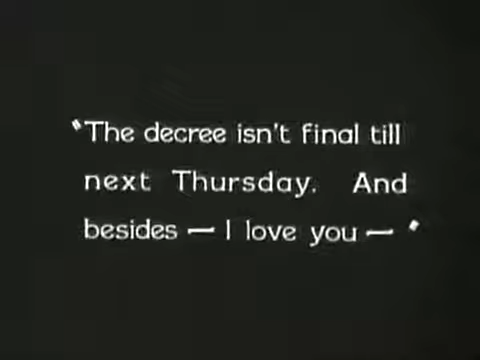 "The decree isn't final till
next Thursday. And
besides — I love you — "